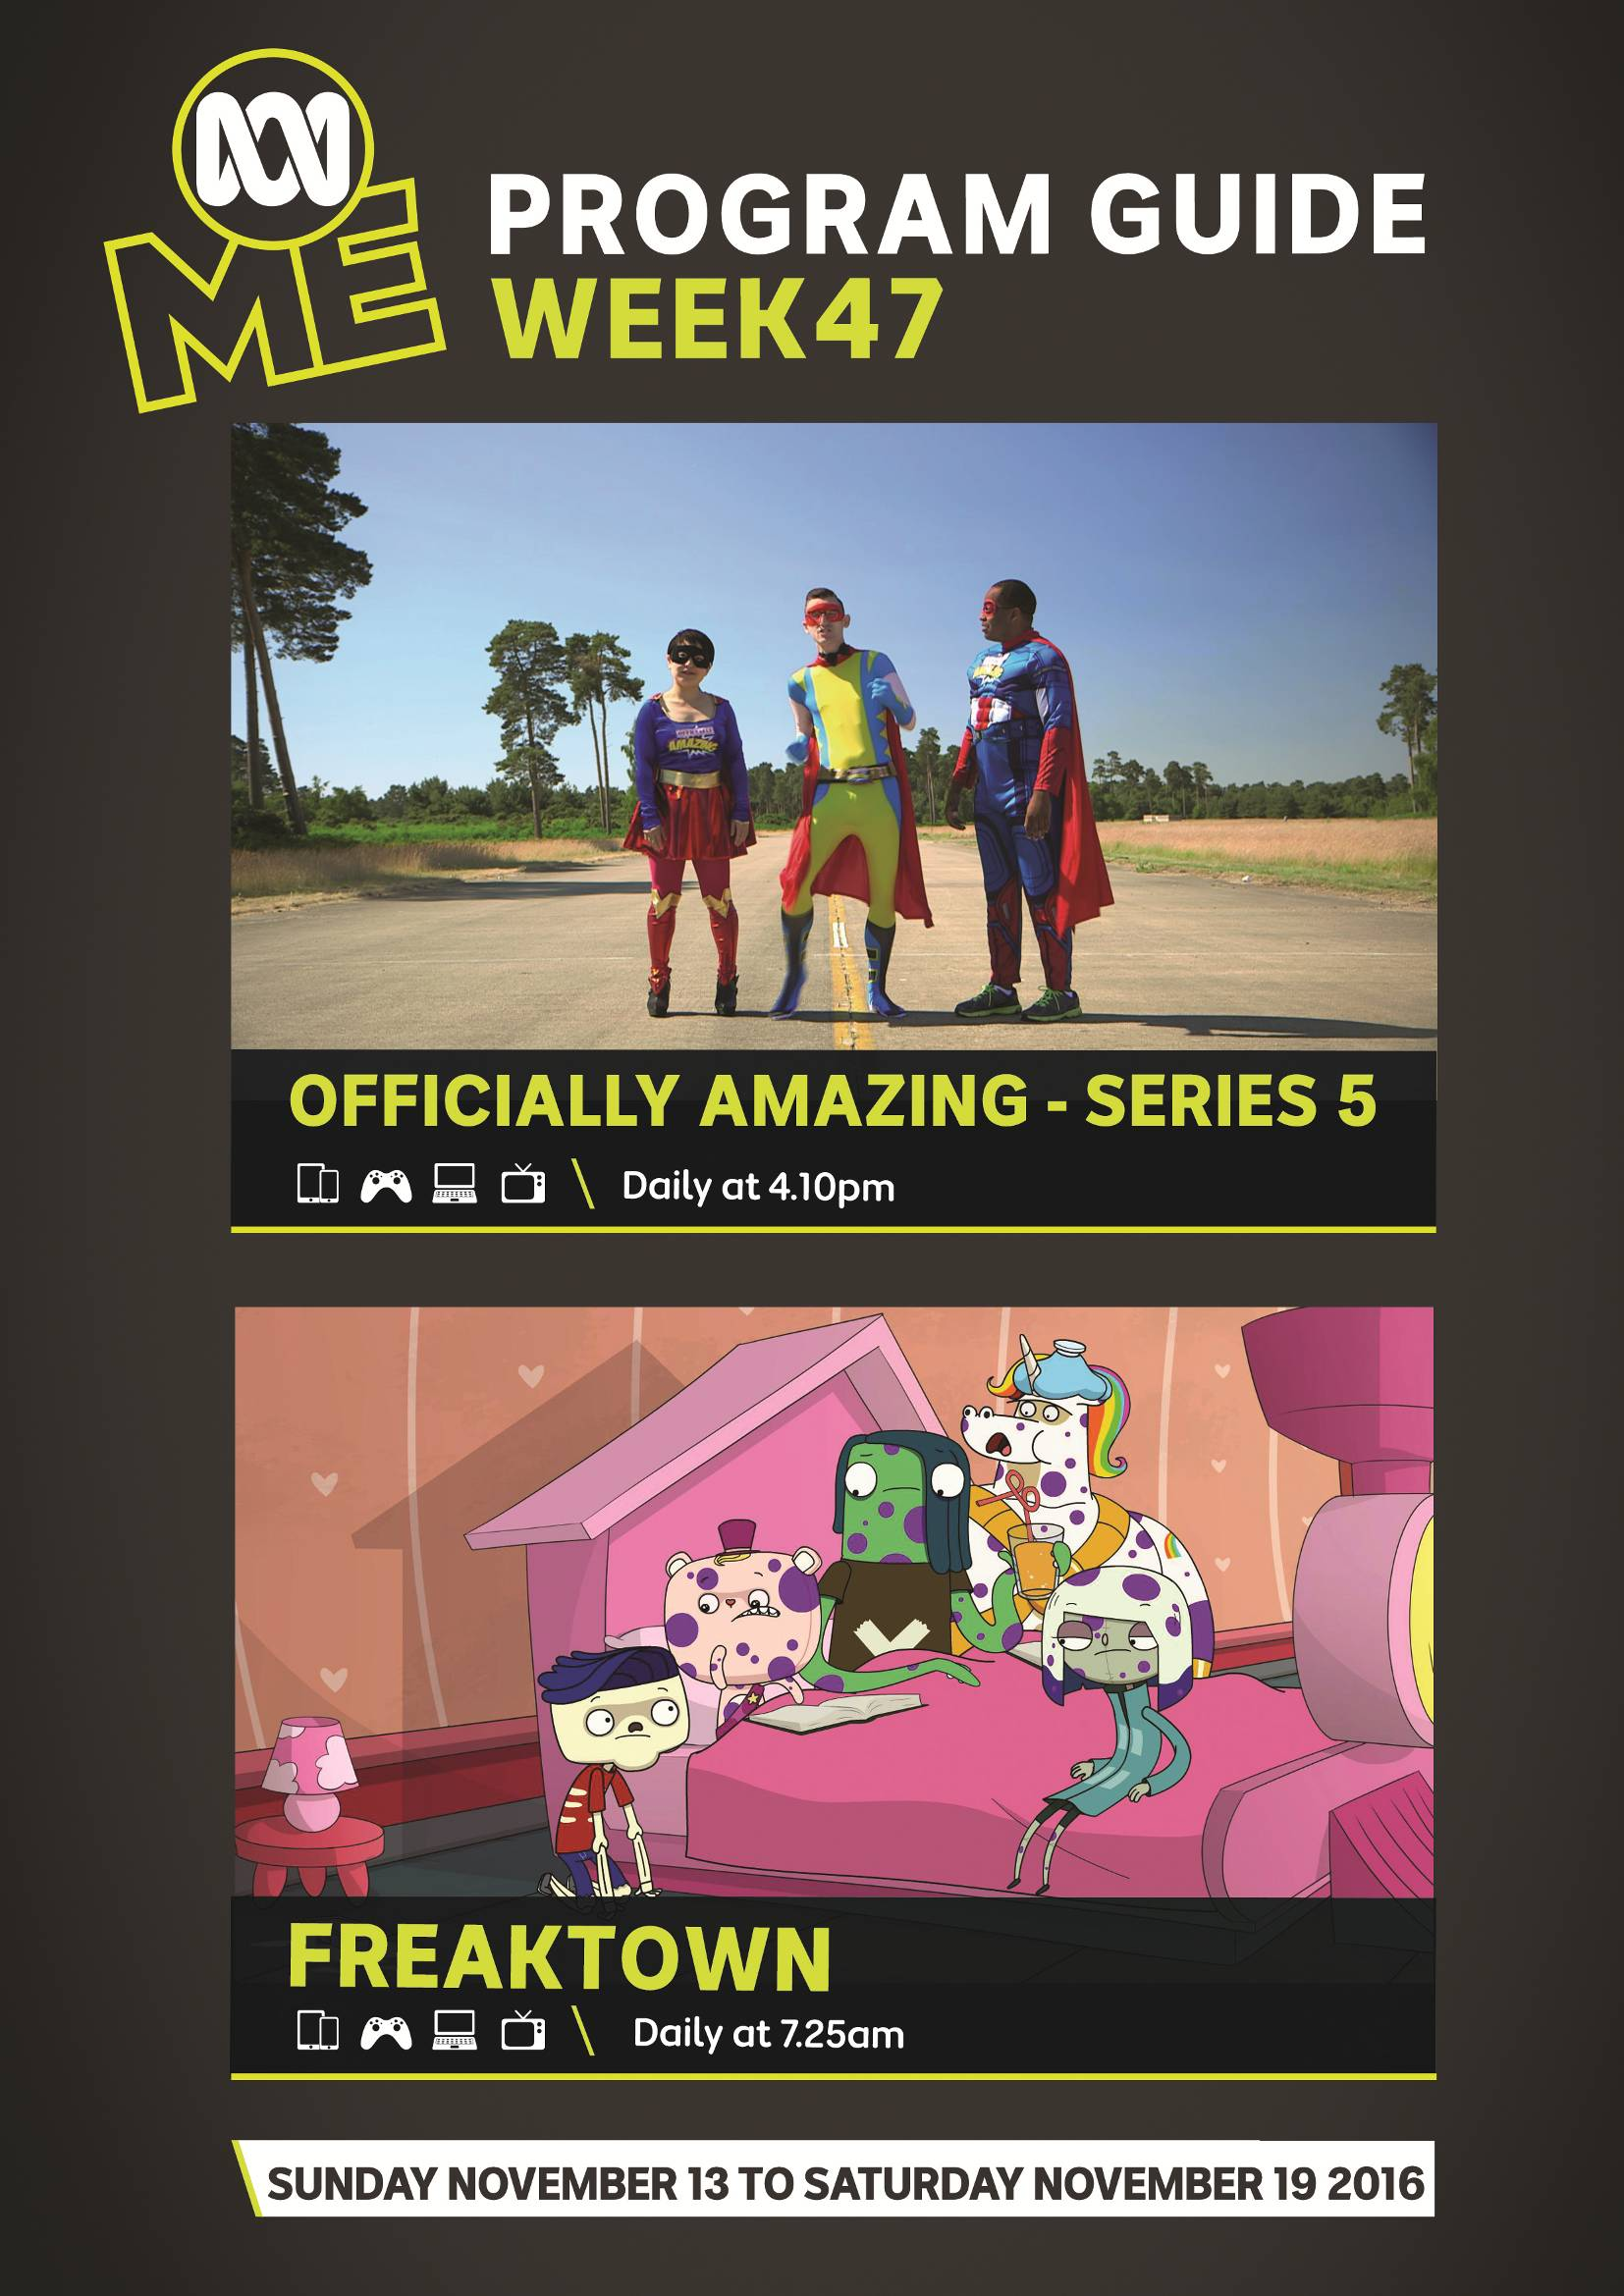 ME
PROGRAM GUIDE
WEEK47
AMAZING
OFFICIALLY AMAZING - SERIES 5
Daily at 4.10pm
FREAKTOWN
Daily at 7.25am
SUNDAY NOVEMBER 13 TO SATURDAY NOVEMBER 19 2016